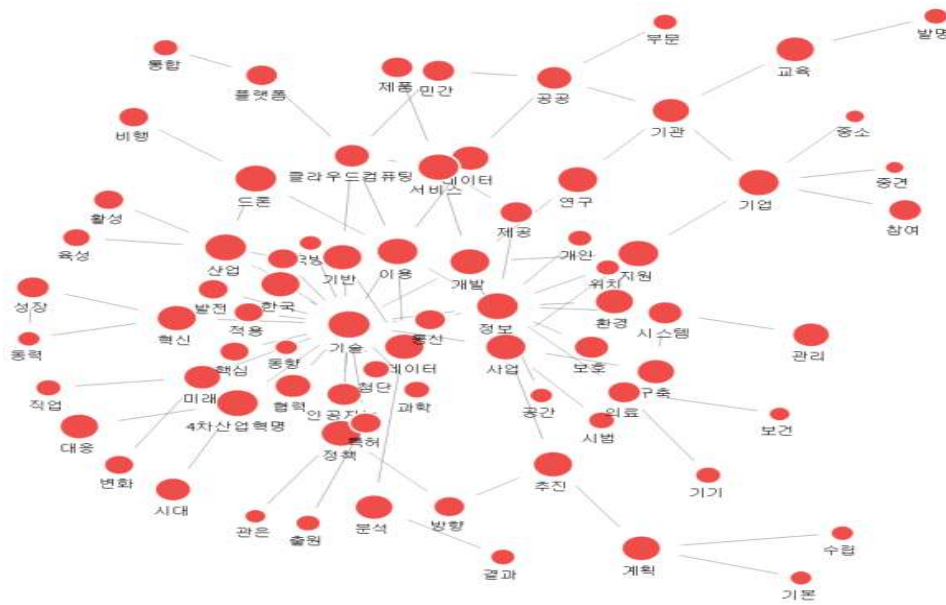 발명
부문
통합
교육
제품
민간
공공
플랫폼
기관
중소
비행
클라우드컴퓨팅
데이터
서비스
중견
드론
연구
기업
활성
제공
참여
육성
산업
기반
이용
개발
개인
위치
지원
성장
발전
한국
정보
환경
시스템
적용
통신
동력
혁신
기술
관리
핵심
동향
데이터
사업
보호
첨단
직업
미래
협력
과학
공간
구축
의료
대응
4차산업혁명
특허
정책
시범
보건
변화
시대
추진
기기
관은
출원
분석
방향
결과
계획
수립
기본